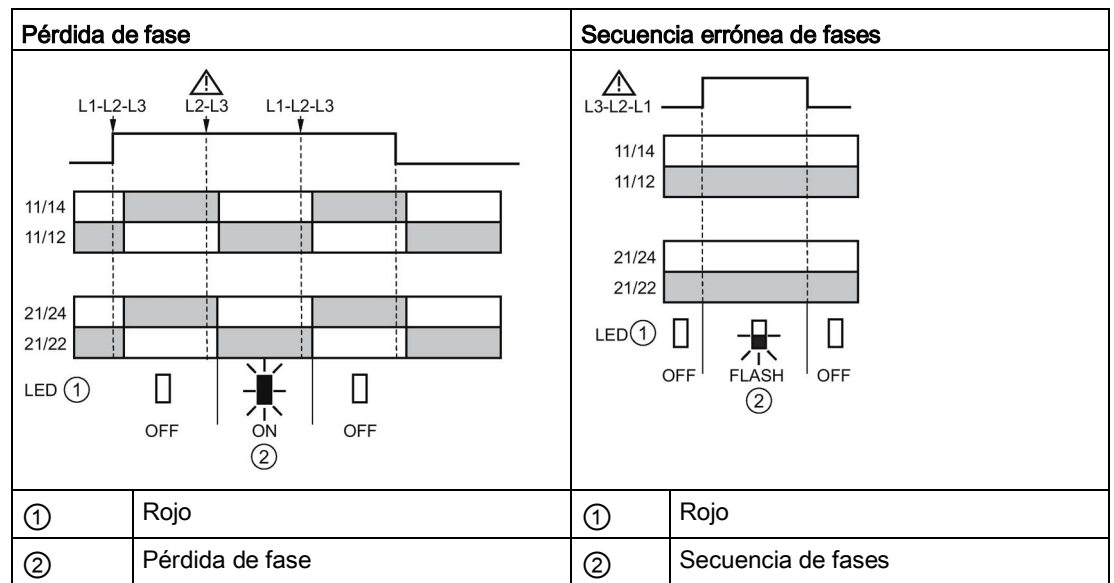 Pérdida de fase
L1-L2-L3 L2-L3 L1-L2-L3
11/14
11/12
21/24
21/22
LED ①
OFF ON OFF
②
① Rojo
② Pérdida de fase
Secuencia errónea de fases
L3-L2-L1
11/14
11/12
21/24
21/22
LED ①
OFF FLASH OFF
②
① Rojo
② Secuencia de fases